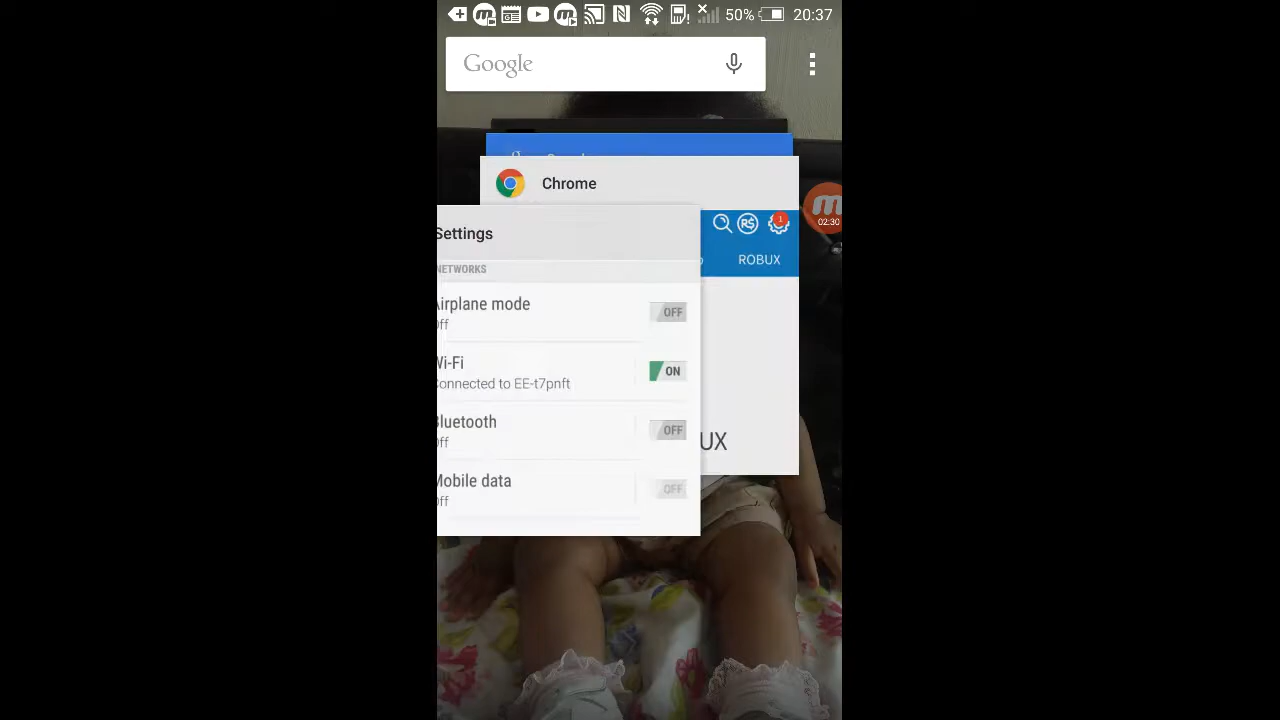 50% 20:37
Google
Chrome
1
02:30
Settings
ROBUX
NETWORKS
Airplane mode
OFF
Off
Wi-Fi
ON
Connected to EE-t7pnft
UX
Bluetooth
OFF
Off
Mobile data
OFF
Off